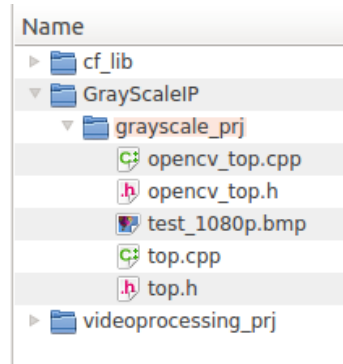 Name
cf_lib
GrayScaleIP
grayscale_prj
opencv_top.cpp
opencv_top.h
test_1080p.bmp
top.cpp
top.h
videoprocessing_prj